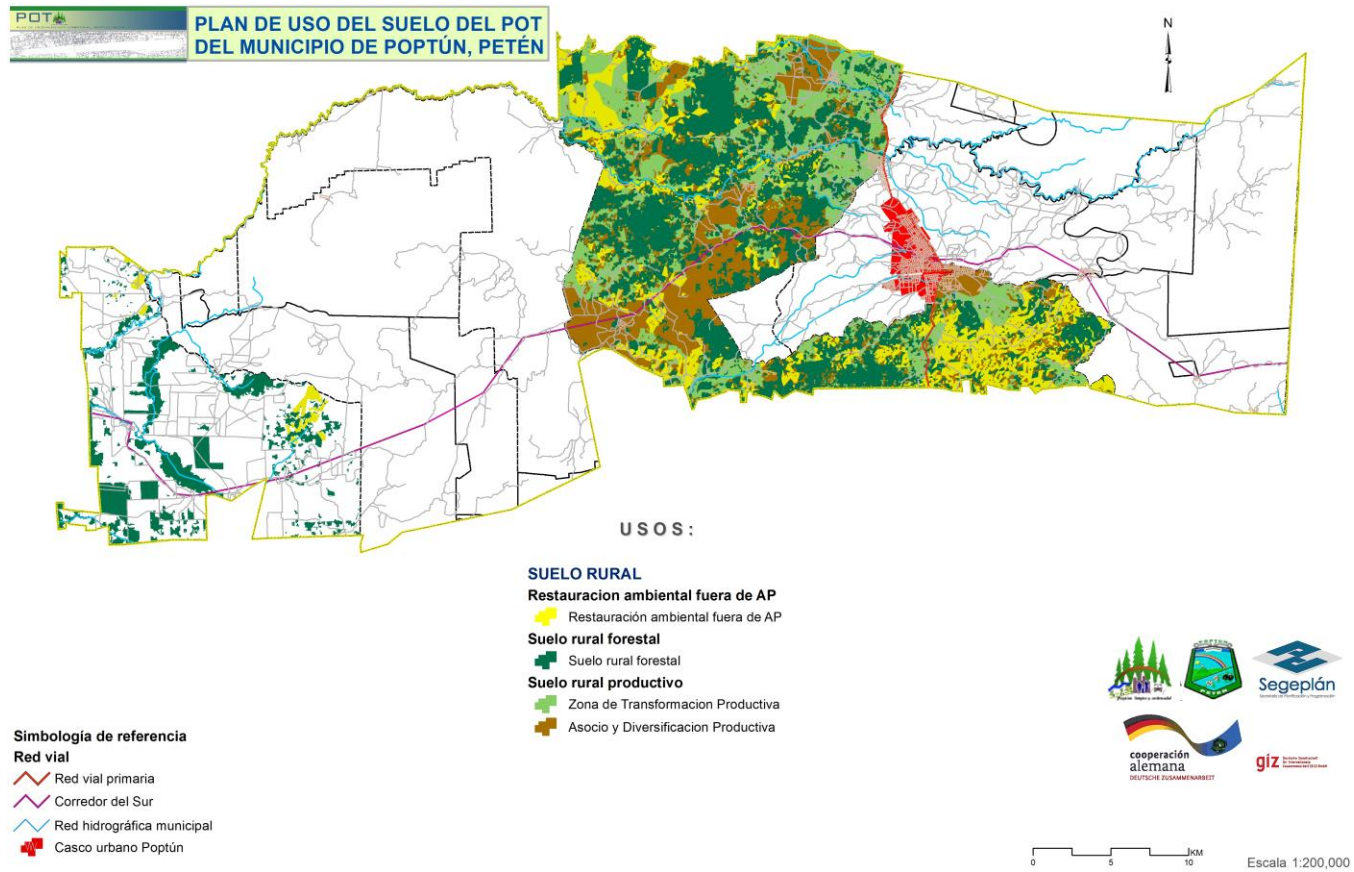 POT
PLAN DE USO DEL SUELO DEL POT
DEL MUNICIPIO DE POPTÚN, PETÉN
N
USOS:
SUELO RURAL
Restauracion ambiental fuera de AP
Restauración ambiental fuera de AP
Suelo rural forestal
Suelo rural forestal
Suelo rural productivo
Zona de Transformacion Productiva
Asocio y Diversificacion Productiva
Simbología de referencia
Red vial
Red vial primaria
Corredor del Sur
Red hidrográfica municipal
Casco urbano Poptún
PETEN
Segeplán
cooperación
alemana
DEUTSCHE ZUSAMMENARBEIT
giz
KM
0 5 10
Escala 1:200,000